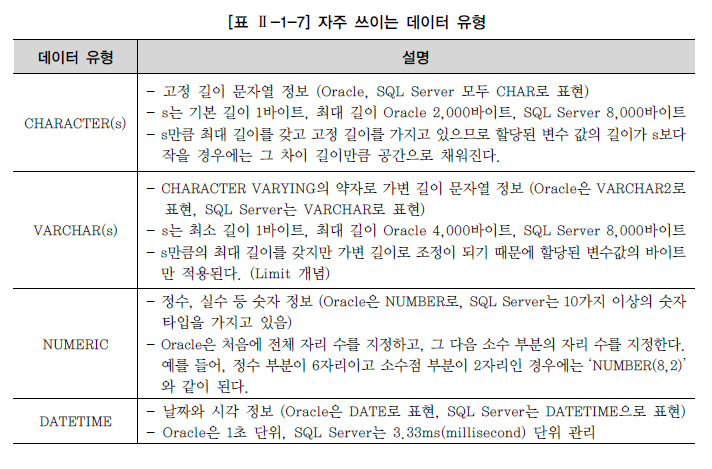 [표 Ⅱ-1-7] 자주 쓰이는 데이터 유형
데이터 유형 설명
CHARACTER(s)
- 고정 길이 문자열 정보 (Oracle, SQL Server 모두 CHAR로 표현)
- s는 기본 길이 1바이트, 최대 길이 Oracle 2,000바이트, SQL Server 8,000바이트
- s만큼 최대 길이를 갖고 고정 길이를 가지고 있으므로 할당된 변수 값의 길이가 s보다
작을 경우에는 그 차이 길이만큼 공간으로 채워진다.
VARCHAR(s)
- CHARACTER VARYING의 약자로 가변 길이 문자열 정보 (Oracle은 VARCHAR2로
표현, SQL Server는 VARCHAR로 표현)
- s는 최소 길이 1바이트, 최대 길이 Oracle 4,000바이트, SQL Server 8,000바이트
- s만큼의 최대 길이를 갖지만 가변 길이로 조정이 되기 때문에 할당된 변수값의 바이트
만 적용된다. (Limit 개념)
NUMERIC
- 정수, 실수 등 숫자 정보 (Oracle은 NUMBER로, SQL Server는 10가지 이상의 숫자
타입을 가지고 있음)
- Oracle은 처음에 전체 자리 수를 지정하고, 그 다음 소수 부분의 자리 수를 지정한다.
예를 들어, 정수 부분이 6자리이고 소수점 부분이 2자리인 경우에는 ‘NUMBER(8,2)’
와 같이 된다.
DATETIME
- 날짜와 시각 정보 (Oracle은 DATE로 표현, SQL Server는 DATETIME으로 표현)
- Oracle은 1초 단위, SQL Server는 3.33ms(millisecond) 단위 관리